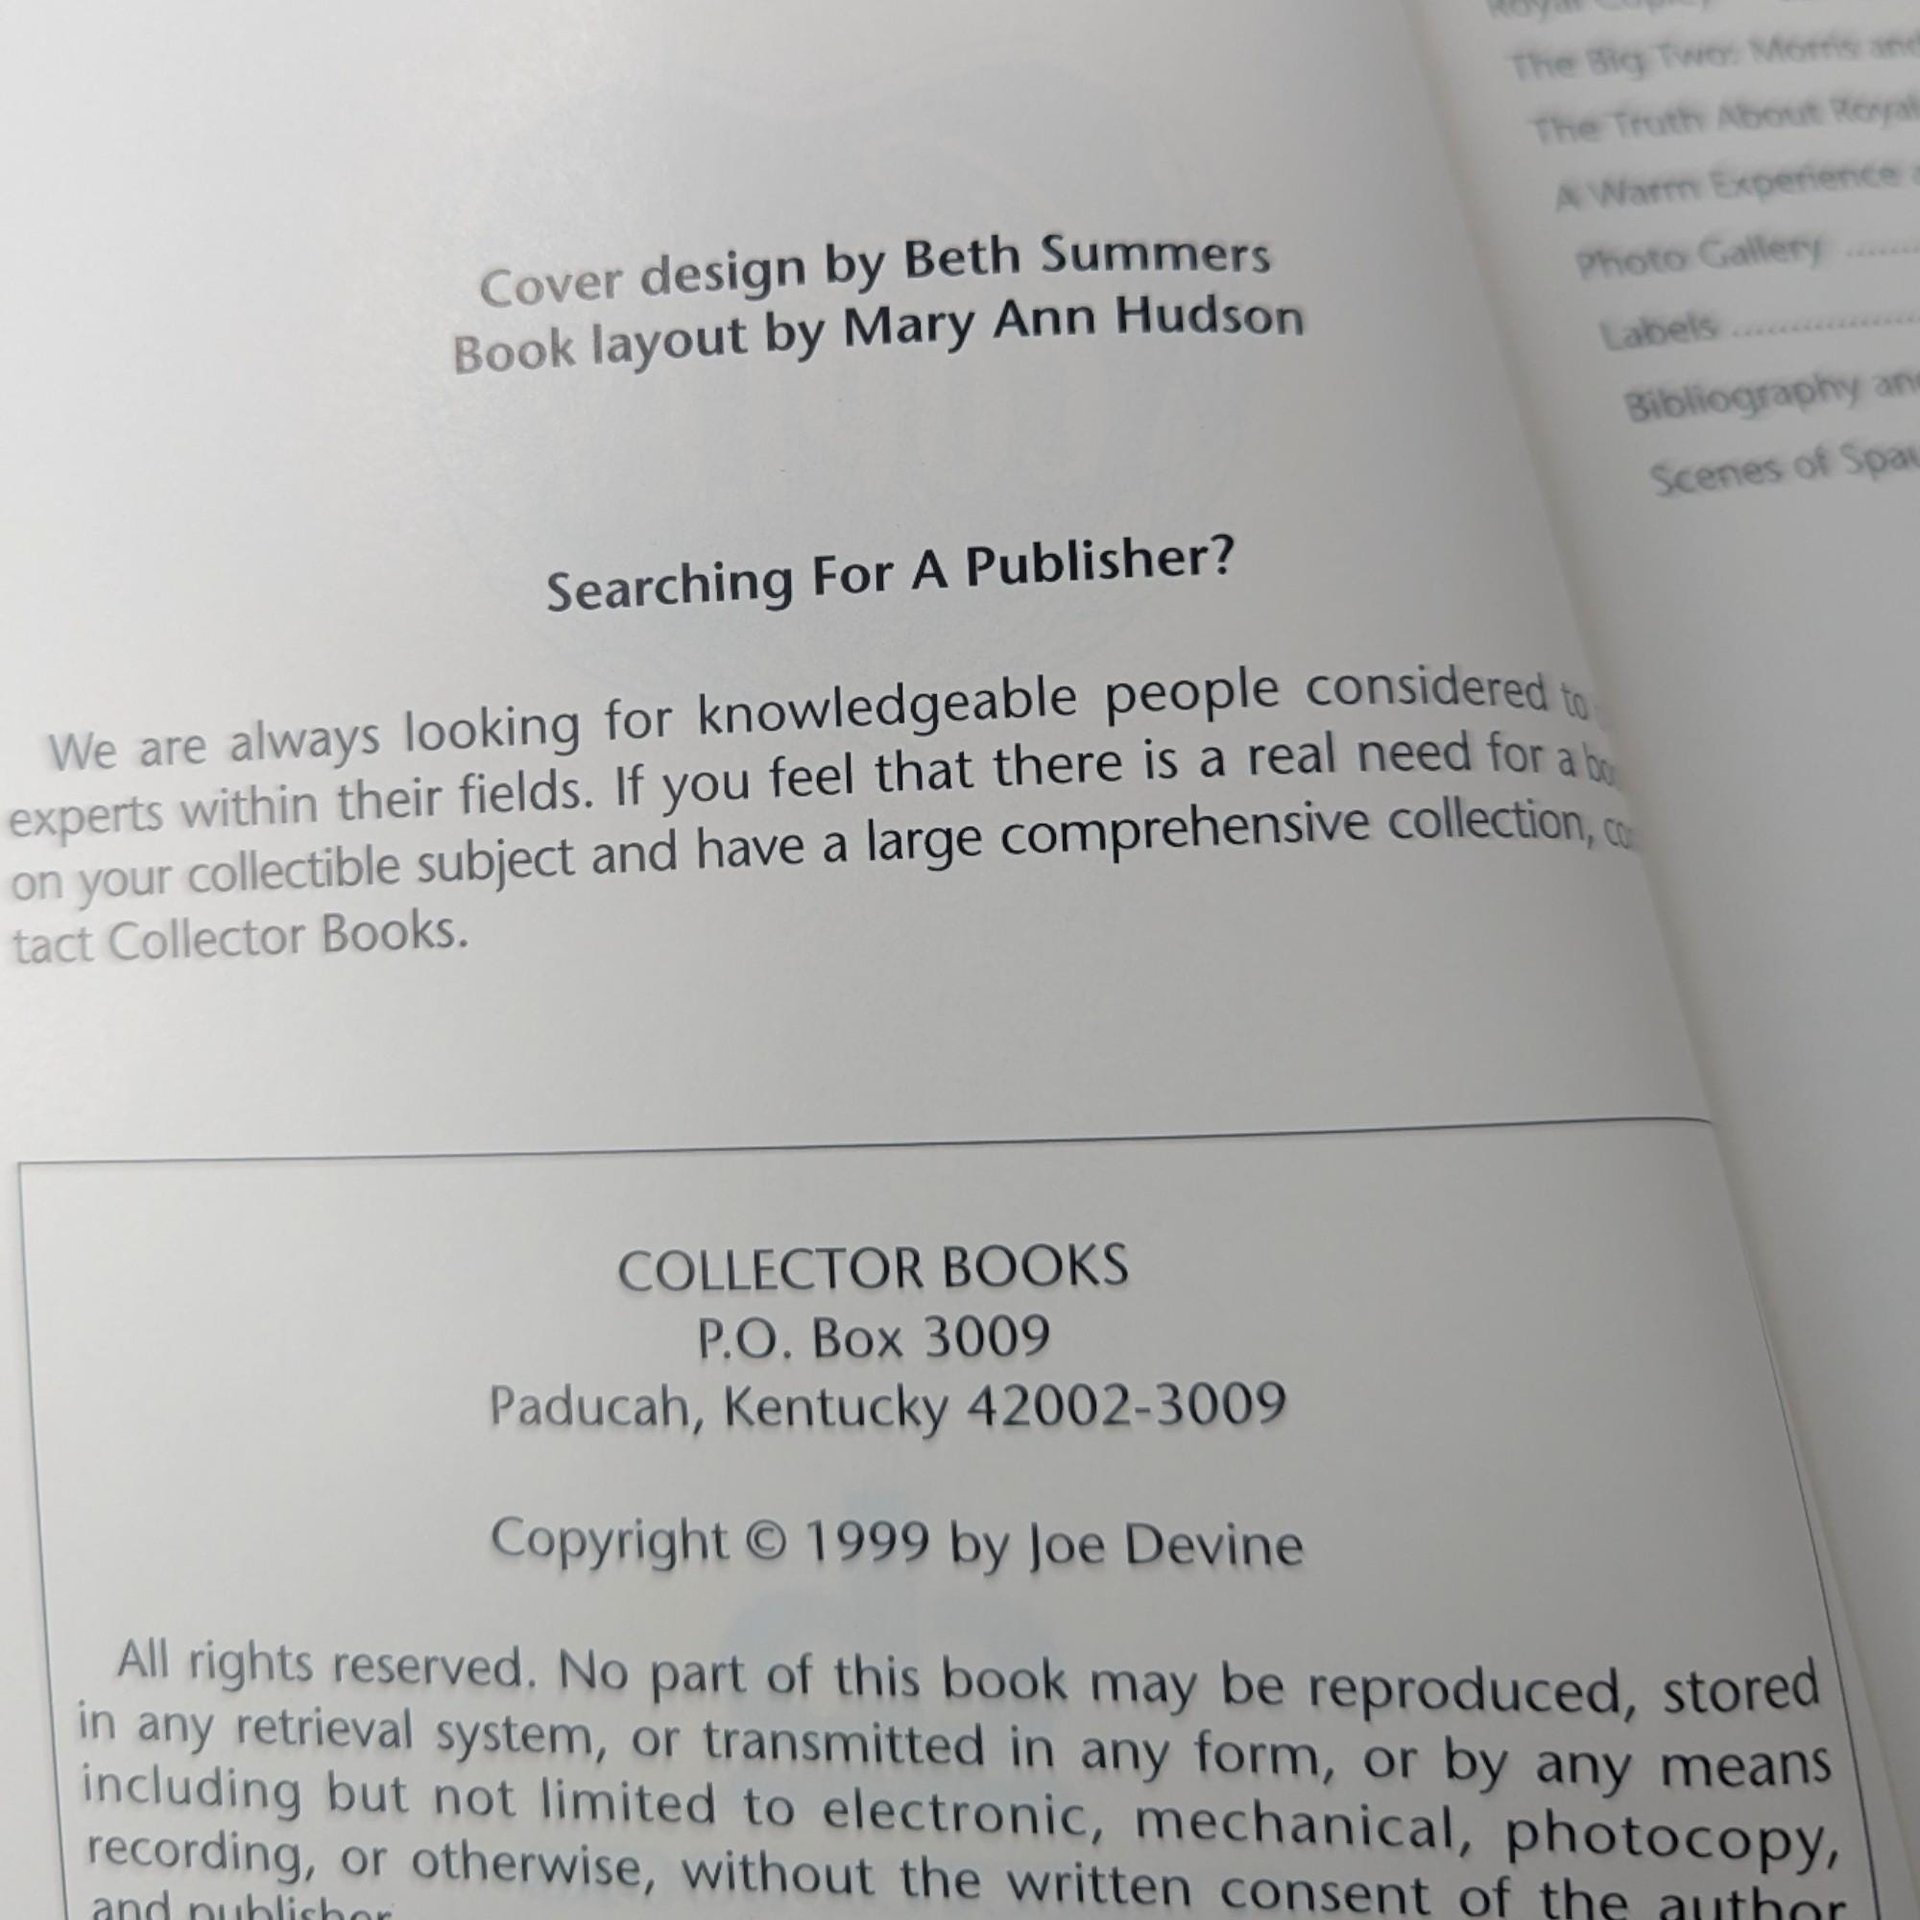 Cover design by Beth Summers
Book layout by Mary Ann Hudson
Searching For A Publisher?
We are always looking for knowledgeable people considered to
experts within their fields. If you feel that there is a real need for a
on your collectible subject and have a large comprehensive collection,
tact Collector Books.
COLLECTOR BOOKS
P.O. Box 3009
Paducah, Kentucky 42002-3009
Copyright © 1999 by Joe Devine
All rights reserved. No part of this book may be reproduced, stored
in any retrieval system, or transmitted in any form, or by any means
including but not limited to electronic, mechanical, photocopy,
recording, or otherwise, without the written consent of the author
and publisher.
Royal Copley
The Big Two: Morris and
The Truth About Royal
A Warm Experience
Photo Gallery ........
Labels ................
Bibliography and
Scenes of